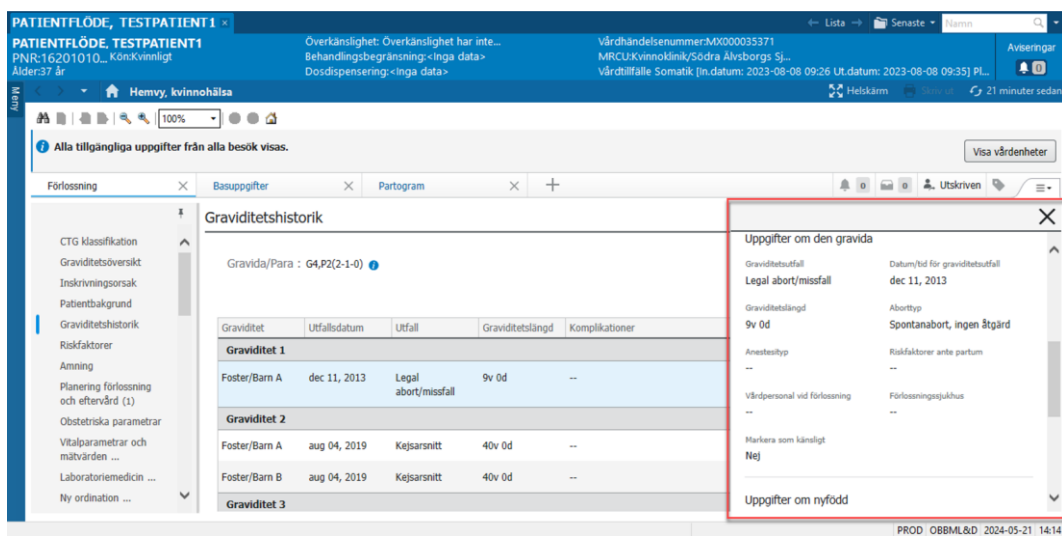 PATIENTFLÖDE, TESTPATIENT1 ×
← Lista → Senaste Namn
PATIENTFLÖDE, TESTPATIENT1
PNR:16201010... Kön:Kvinnligt
Ålder:37 år
Överkänslighet: Överkänslighet har inte...
Behandlingsbegränsning:<Inga data>
Dosdispensering:<Inga data>
Vårdhändelsenummer:MX000035371
MRCU:Kvinnoklinik/Södra Älvsborgs Sj...
Vårdtillfälle Somatik [In.datum: 2023-08-08 09:26 Ut.datum: 2023-08-08 09:35] Pl...
Aviseringar
0
Meny
Hemvy, kvinnohälsa
Helskärm Skriv ut 21 minuter sedan
100%
Alla tillgängliga uppgifter från alla besök visas.
Visa vårdenheter
Förlossning Basuppgifter Partogram
0 0 Utskriven
CTG klassifikation
Graviditetsöversikt
Inskrivningsorsak
Patientbakgrund
Graviditetshistorik
Riskfaktorer
Amning
Planering förlossning
och eftervård (1)
Obstetriska parametrar
Vitalparametrar och
mätvärden ...
Laboratoriemedicin ...
Ny ordination ...
Graviditetshistorik
Gravida/Para : G4,P2(2-1-0)
Graviditet Utfallsdatum Utfall Graviditetslängd Komplikationer
Graviditet 1
Foster/Barn A dec 11, 2013 Legal abort/missfall 9v 0d --
Graviditet 2
Foster/Barn A aug 04, 2019 Kejsarsnitt 40v 0d --
Foster/Barn B aug 04, 2019 Kejsarsnitt 40v 0d --
Graviditet 3
Uppgifter om den gravida
Graviditetsutfall Datum/tid för graviditetsutfall
Legal abort/missfall dec 11, 2013
Graviditetslängd Aborttyp
9v 0d Spontanabort, ingen åtgärd
Anestesityp Riskfaktorer ante partum
-- --
Vårdpersonal vid förlossning Förlossningssjukhus
-- --
Markera som känsligt
Nej
Uppgifter om nyfödd
PROD OBBML&D 2024-05-21 14:14